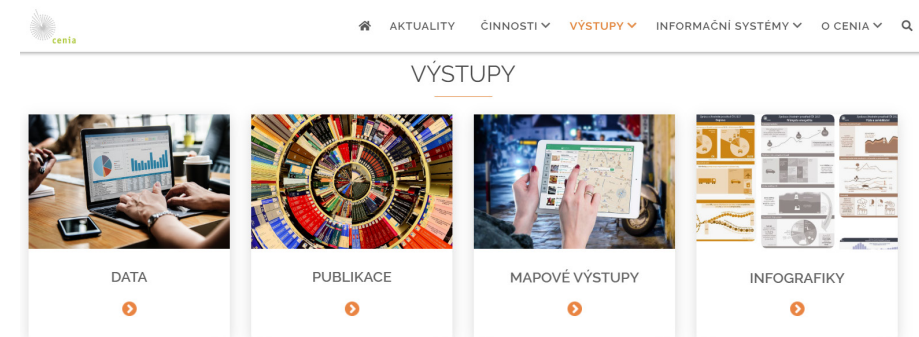 cenia
AKTUALITY ČINNOSTI VÝSTUPY INFORMAČNÍ SYSTÉMY O CENIA
VÝSTUPY
DATA PUBLIKACE MAPOVÉ VÝSTUPY INFOGRAFIKY